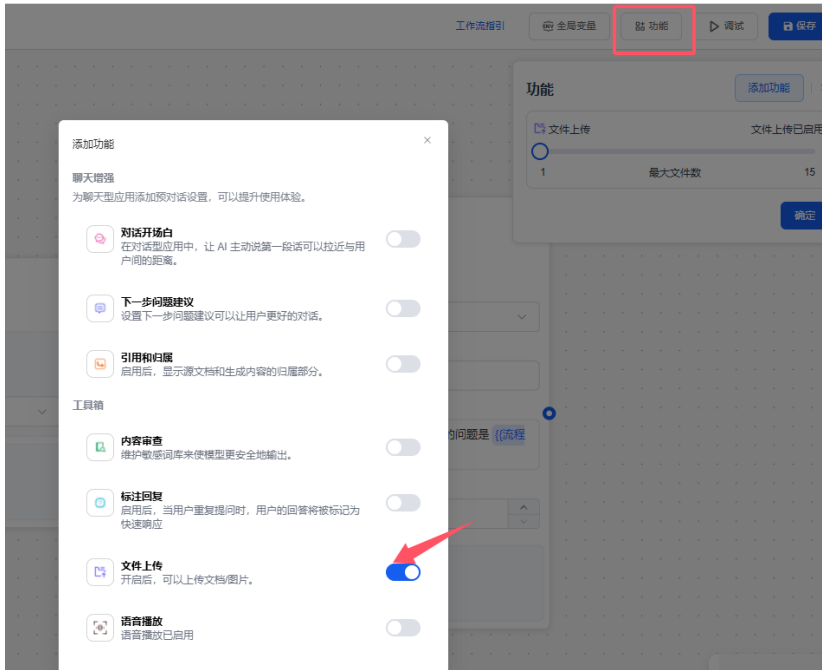 工作流指引
全局变量
功能
调试
保存
功能
添加功能
文件上传
文件上传已启用
1
最大文件数
15
确定
添加功能
聊天增强
为聊天型应用添加预对话设置，可以提升使用体验。
对话开场白
在对话型应用中，让 AI 主动说第一段话可以拉近与用
户间的距离。
下一步问题建议
设置下一步问题建议可以让用户更好的对话。
引用和归属
启用后，显示源文档和生成内容的归属部分。
工具箱
内容审查
维护敏感词库来使模型更安全地输出。
标注回复
启用后，当用户重复提问时，用户的回答将被标记为
快速响应
文件上传
开启后，可以上传文档/图片。
语音播放
语音播放已启用
的问题是 {{流程